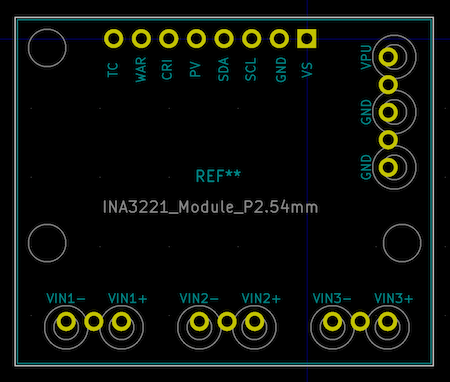 TC WAR CRI PV SDA SCL GND VS
VPU
GND
GND
REF**
INA3221_Module_P2.54mm
VIN1- VIN1+ VIN2- VIN2+ VIN3- VIN3+